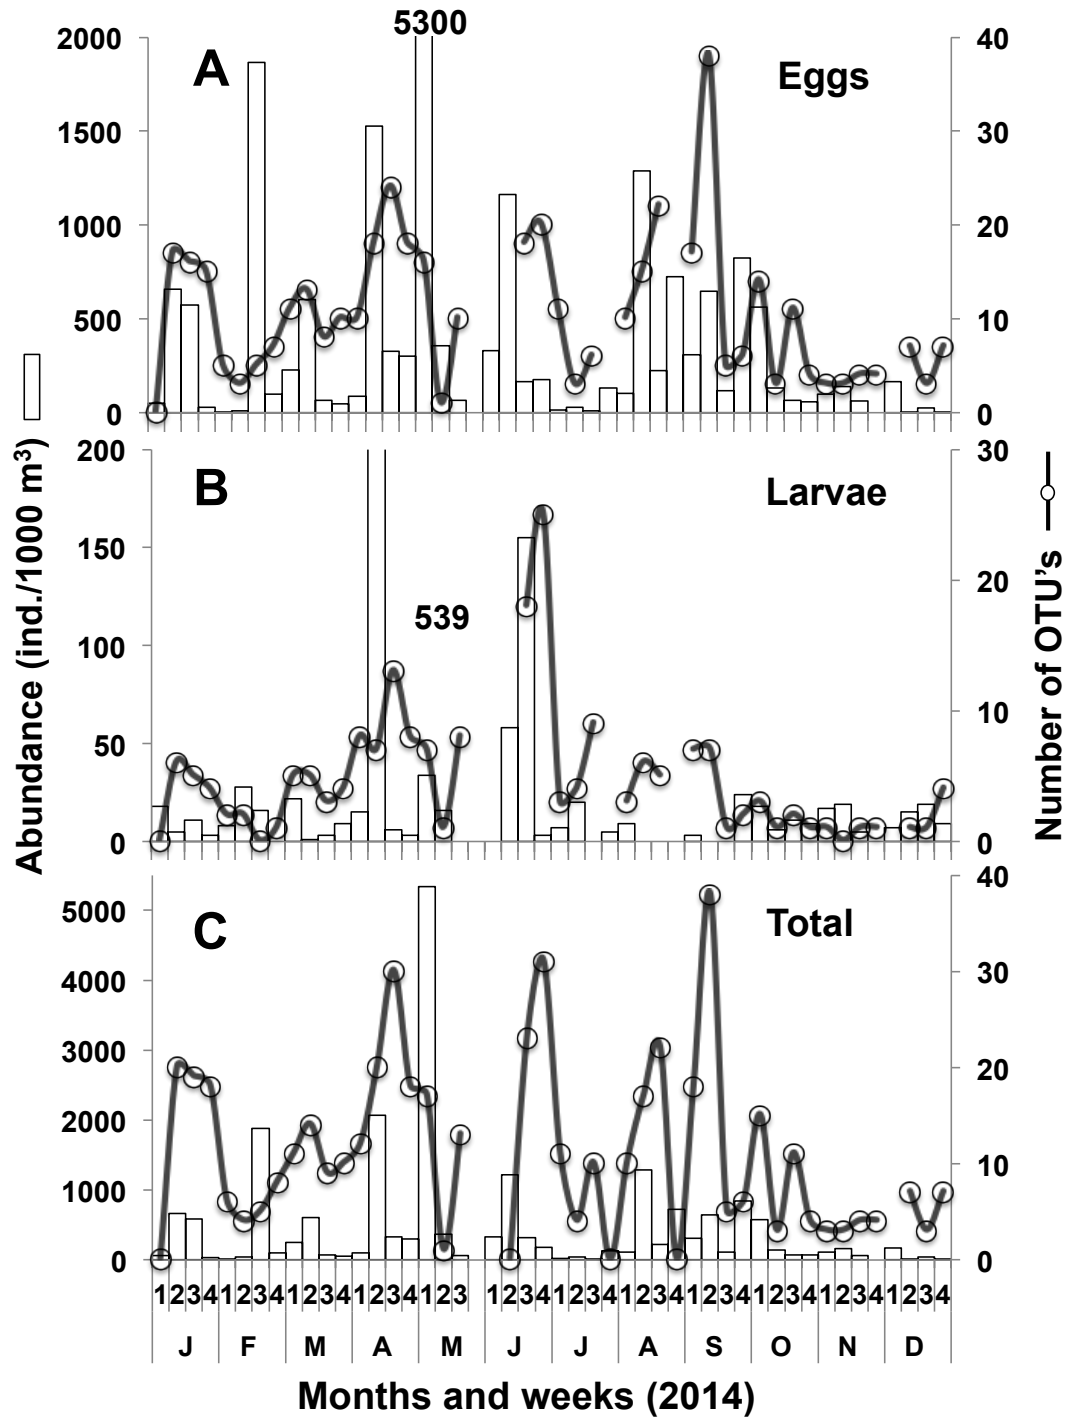 5300
2000
1500
1000
500
0
A
Eggs
40
30
20
10
0
200
150
100
50
0
B
Larvae
539
30
20
10
0
5000
4000
3000
2000
1000
0
C
Total
40
30
20
10
0
Abundance (ind./1000 m³)
Number of OTU's
1 2 3 4 1 2 3 4 1 2 3 4 1 2 3 4 1 2 3 1 2 3 4 1 2 3 4 1 2 3 4 1 2 3 4 1 2 3 4 1 2 3 4 1 2 3 4
J F M A M J J A S O N D
Months and weeks (2014)